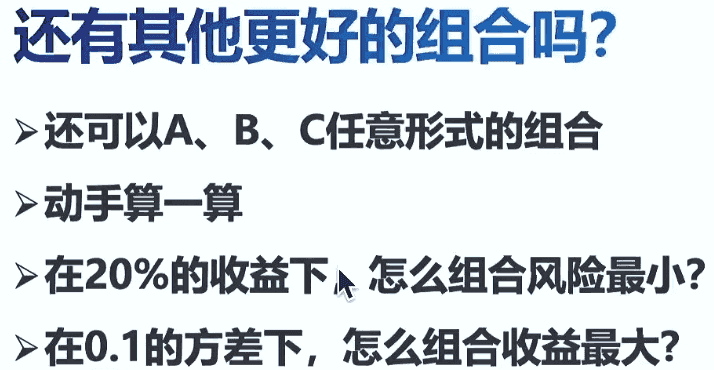 还有其他更好的组合吗？
➢还可以A、B、C任意形式的组合
➢动手算一算
➢在20%的收益下，怎么组合风险最小？
➢在0.1的方差下，怎么组合收益最大？